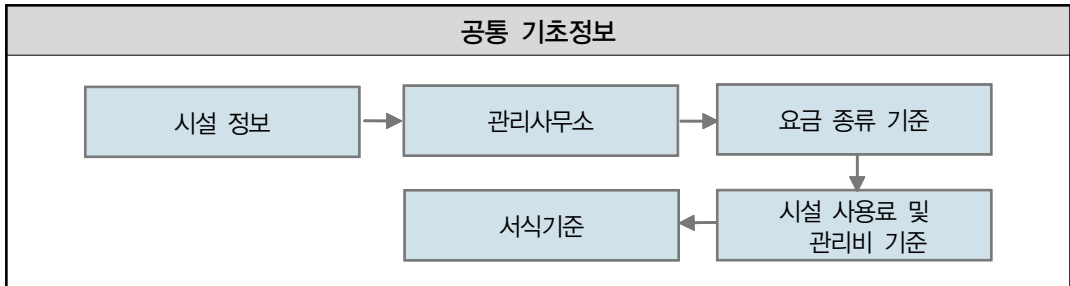 공통 기초정보
시설 정보
관리사무소
요금 종류 기준
시설 사용료 및
관리비 기준
서식기준